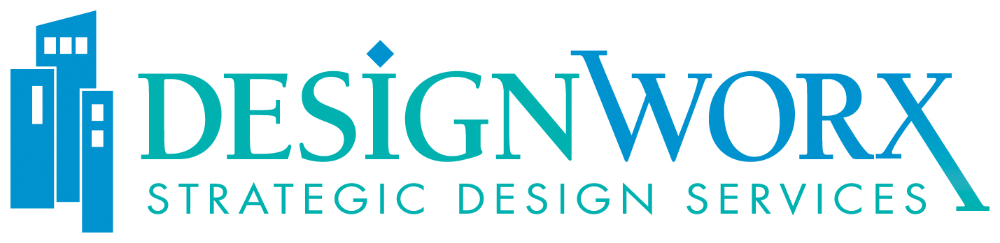 DESiGNWORX
STRATEGIC DESIGN SERVICES